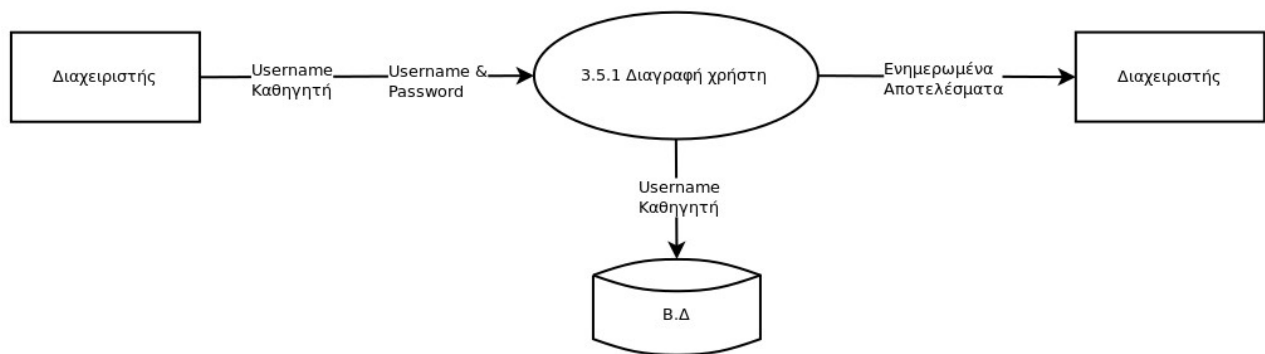 Διαχειριστής
Username
Καθηγητή
Username &
Password
3.5.1 Διαγραφή χρήστη
Ενημερωμένα
Αποτελέσματα
Διαχειριστής
Username
Καθηγητή
Β.Δ